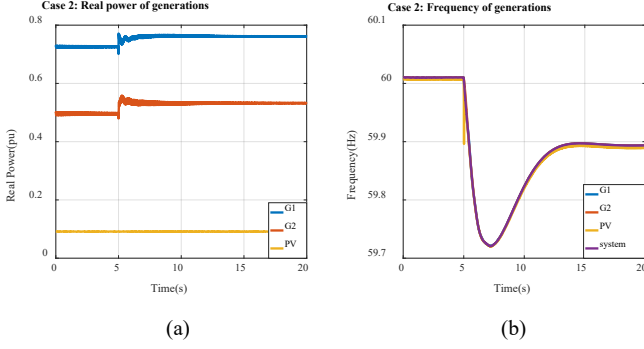 Case 2: Real power of generations
0.8
0.6
0.4
0.2
0
Real Power(pu)
G1
G2
PV
0
5
10
15
20
Time(s)
(a)
Case 2: Frequency of generations
60.1
60
59.9
59.8
59.7
Frequency(Hz)
G1
G2
PV
system
0
5
10
15
20
Time(s)
(b)